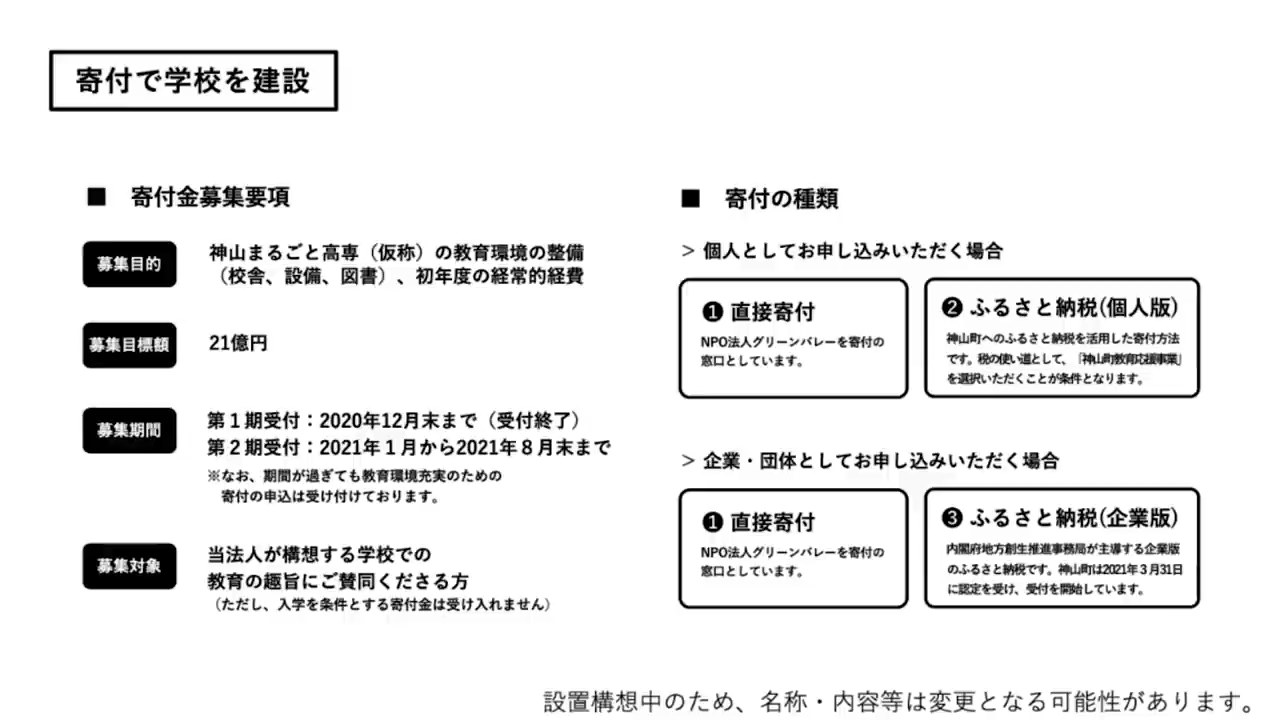 寄付で学校を建設
■ 寄付金募集要項
募集目的
神山まるごと高専（仮称）の教育環境の整備
（校舎、設備、図書）、初年度の経常的経費
募集目標額
21億円
募集期間
第１期受付：2020年12月末まで（受付終了）
第２期受付：2021年１月から2021年８月末まで
※なお、期間が過ぎても教育環境充実のための
寄付の申込は受け付けております。
募集対象
当法人が構想する学校での
教育の趣旨にご賛同くださる方
（ただし、入学を条件とする寄付金は受け入れません）
■ 寄付の種類
＞ 個人としてお申し込みいただく場合
❶ 直接寄付
NPO法人グリーンバレーを寄付の
窓口としています。
❷ ふるさと納税(個人版)
神山町へのふるさと納税を活用した寄付方法
です。税の使い道として、「神山町教育応援事業」
を選択いただくことが条件となります。
＞ 企業・団体としてお申し込みいただく場合
❶ 直接寄付
NPO法人グリーンバレーを寄付の
窓口としています。
❸ ふるさと納税(企業版)
内閣府地方創生推進事務局が主導する企業版
のふるさと納税です。神山町は2021年３月31日
に認定を受け、受付を開始しています。
設置構想中のため、名称・内容等は変更となる可能性があります。